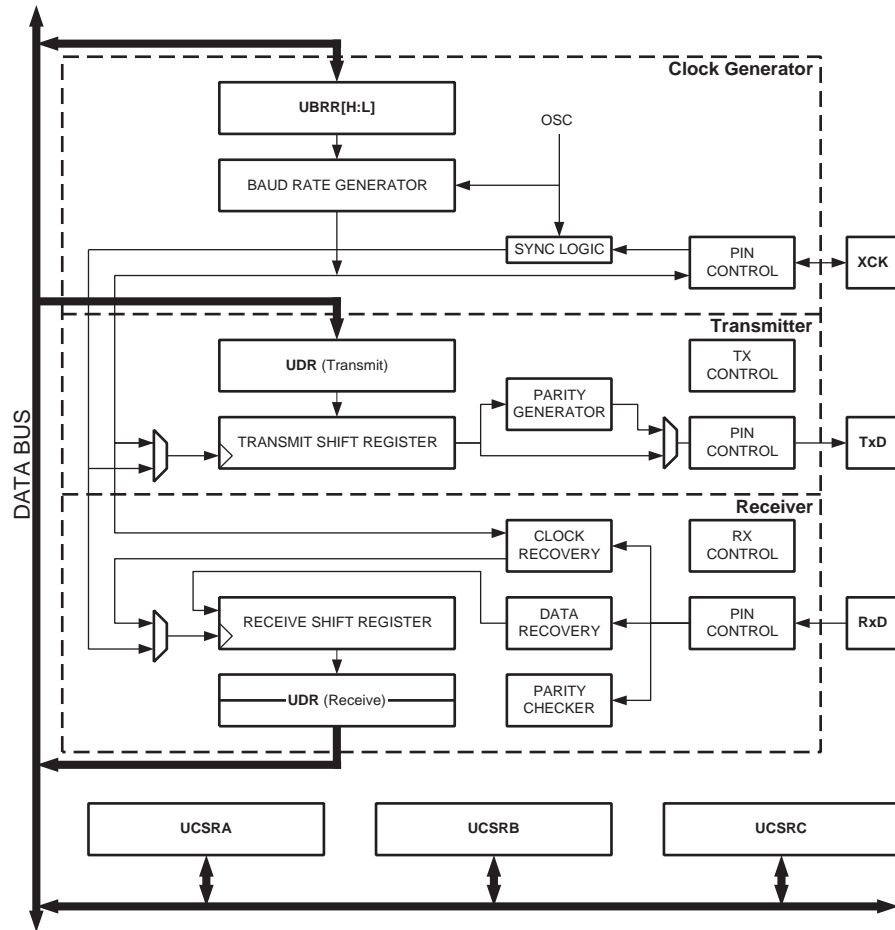 Clock Generator
UBRR[H:L]
OSC
BAUD RATE GENERATOR
SYNC LOGIC
PIN
CONTROL
XCK
Transmitter
UDR (Transmit)
TX
CONTROL
PARITY
GENERATOR
TRANSMIT SHIFT REGISTER
PIN
CONTROL
TxD
DATA BUS
Receiver
CLOCK
RECOVERY
RX
CONTROL
RECEIVE SHIFT REGISTER
DATA
RECOVERY
PIN
CONTROL
RxD
UDR (Receive)
PARITY
CHECKER
UCSRA
UCSRB
UCSRC